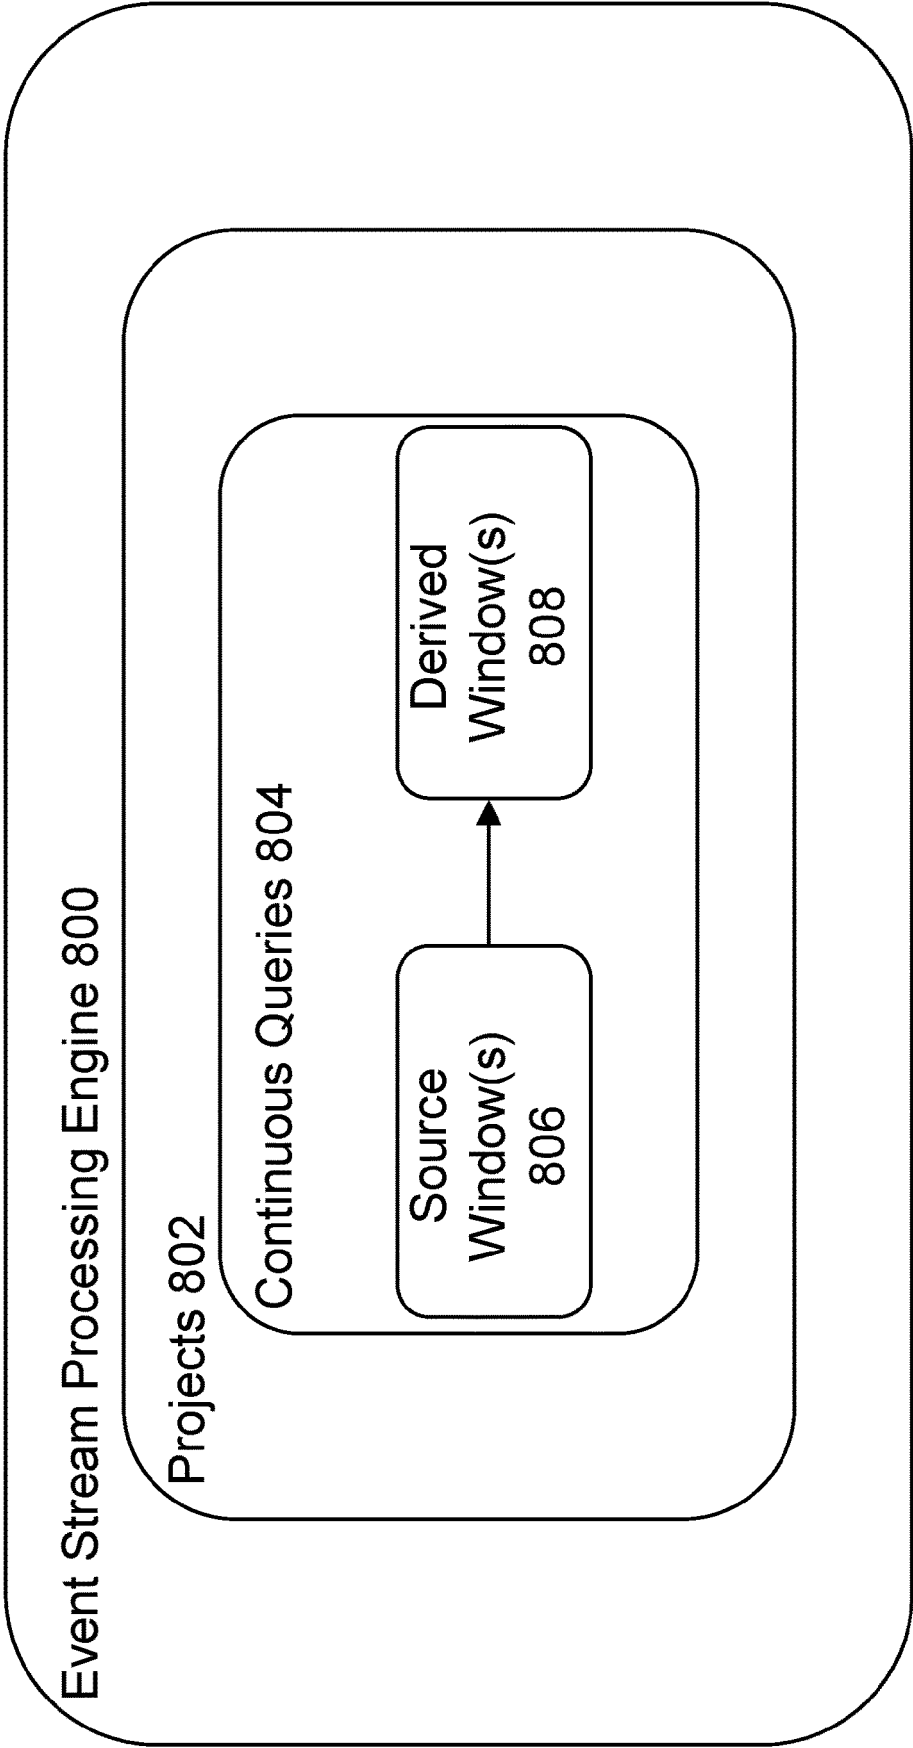 Event Stream Processing Engine 800
Projects 802
Continuous Queries 804
Source
Window(s)
806
Derived
Window(s)
808